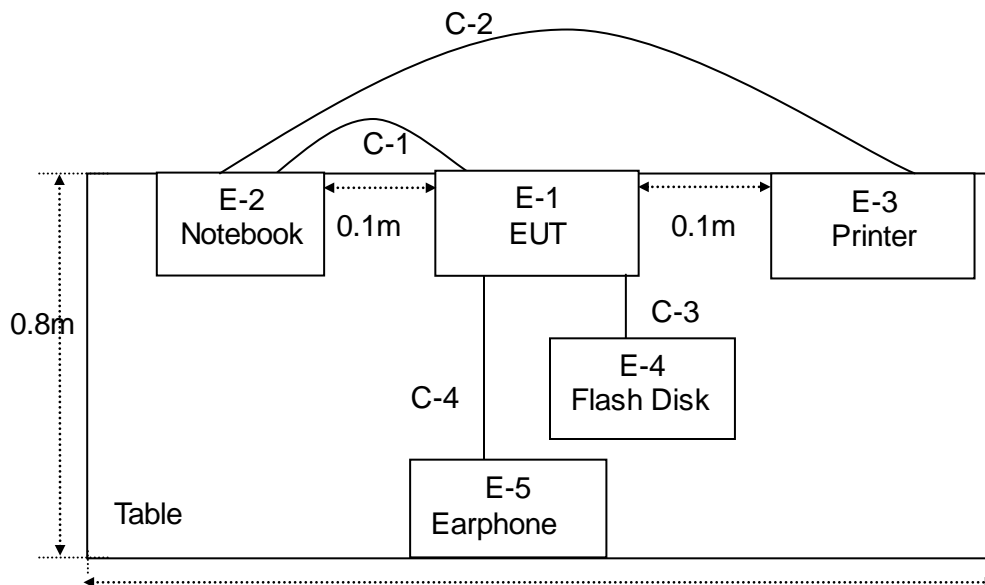 C-2
C-1
E-2
Notebook
0.1m
E-1
EUT
0.1m
E-3
Printer
0.8m
C-3
E-4
Flash Disk
C-4
E-5
Earphone
Table